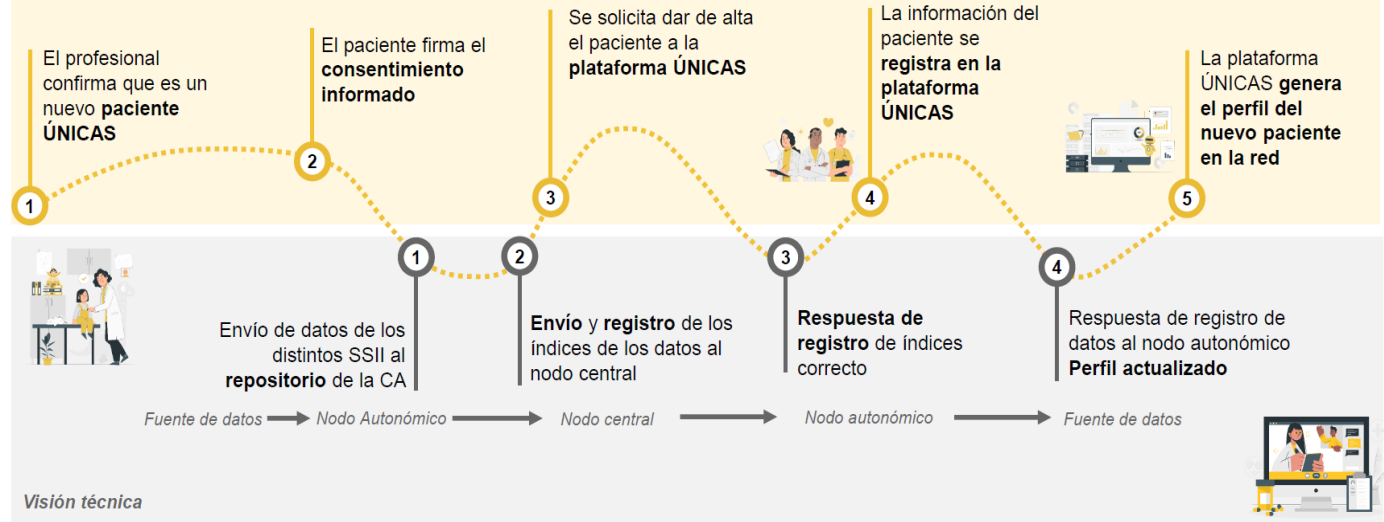 El profesional
confirma que es un
nuevo paciente
ÚNICAS
El paciente firma el
consentimiento
informado
Se solicita dar de alta
el paciente a la
plataforma ÚNICAS
La información del
paciente se
registra en la
plataforma
ÚNICAS
La plataforma
ÚNICAS genera
el perfil del
nuevo paciente
en la red
1
2
3
4
5
1
2
3
4
Envío de datos de los
distintos SSII al
repositorio de la CA
Envío y registro de los
índices de los datos al
nodo central
Respuesta de
registro de índices
correcto
Respuesta de registro de
datos al nodo autonómico
Perfil actualizado
Fuente de datos
Nodo Autonómico
Nodo central
Nodo autonómico
Fuente de datos
Visión técnica